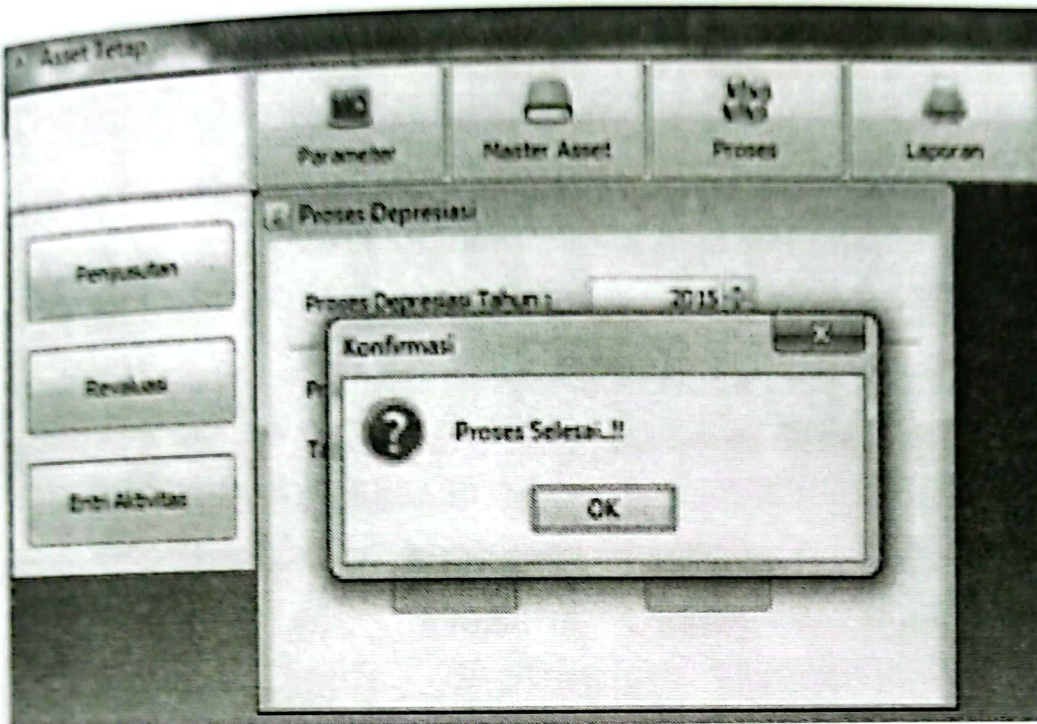 Asset Tetap
Parameter
Master Asset
Proses
Laporan
Penyusutan
Revaluasi
Entri Aktivitas
Proses Depresiasi
Proses Depresiasi Tahun :
2015
Konfirmasi
Proses Selesai..!!
OK